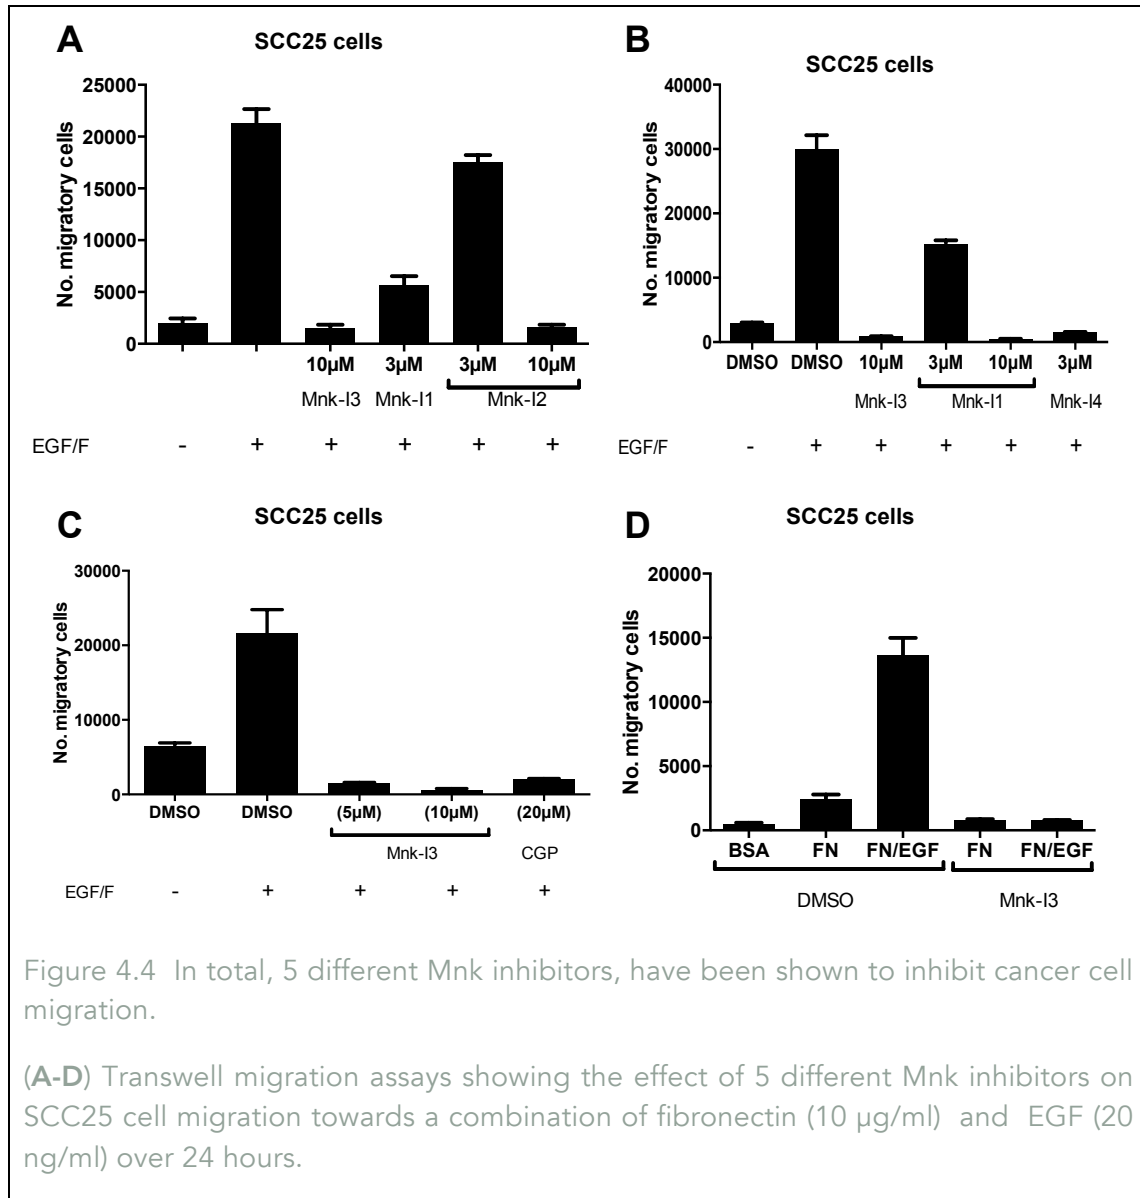 A
SCC25 cells
No. migratory cells
25000
20000
15000
10000
5000
0
10µM 3µM 3µM 10µM
Mnk-I3 Mnk-I1 Mnk-I2
EGF/F - + + + + +
B
SCC25 cells
No. migratory cells
40000
30000
20000
10000
0
DMSO DMSO 10µM 3µM 10µM 3µM
Mnk-I3 Mnk-I1 Mnk-I4
EGF/F - + + + + +
C
SCC25 cells
No. migratory cells
30000
20000
10000
0
DMSO DMSO (5µM) (10µM) (20µM)
Mnk-I3 CGP
EGF/F - + + + +
D
SCC25 cells
No. migratory cells
20000
15000
10000
5000
0
BSA FN FN/EGF FN FN/EGF
DMSO Mnk-I3
Figure 4.4 In total, 5 different Mnk inhibitors, have been shown to inhibit cancer cell
migration.
(A-D) Transwell migration assays showing the effect of 5 different Mnk inhibitors on
SCC25 cell migration towards a combination of fibronectin (10 µg/ml) and EGF (20
ng/ml) over 24 hours.